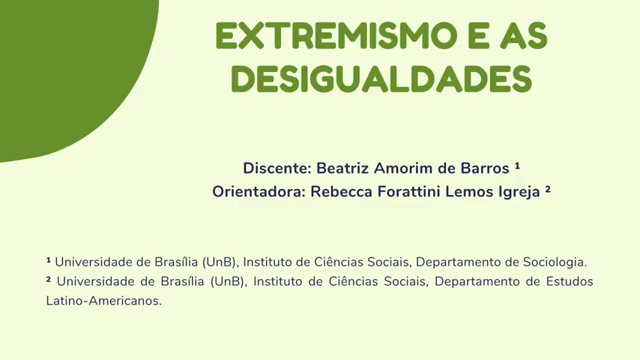 EXTREMISMO E AS
DESIGUALDADES
Discente: Beatriz Amorim de Barros ¹
Orientadora: Rebecca Forattini Lemos Igreja ²
¹ Universidade de Brasília (UnB), Instituto de Ciências Sociais, Departamento de Sociologia.
² Universidade de Brasília (UnB), Instituto de Ciências Sociais, Departamento de Estudos
Latino-Americanos.